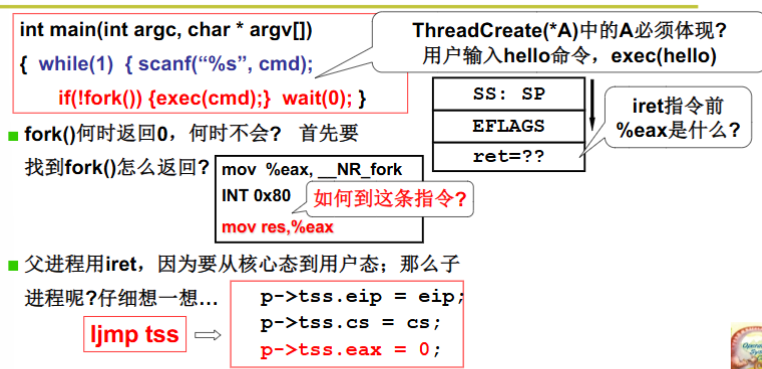 int main(int argc, char * argv[])
{ while(1) { scanf(“%s”, cmd);
if(!fork()) {exec(cmd);} wait(0); }
ThreadCreate(*A)中的A必须体现?
用户输入hello命令，exec(hello)
SS: SP
EFLAGS
ret=??
iret指令前
%eax是什么?
fork()何时返回0，何时不会? 首先要
找到fork()怎么返回?
mov %eax, __NR_fork
INT 0x80
mov res,%eax
如何到这条指令?
父进程用iret，因为要从核心态到用户态；那么子
进程呢?仔细想一想…
ljmp tss
p->tss.eip = eip;
p->tss.cs = cs;
p->tss.eax = 0;